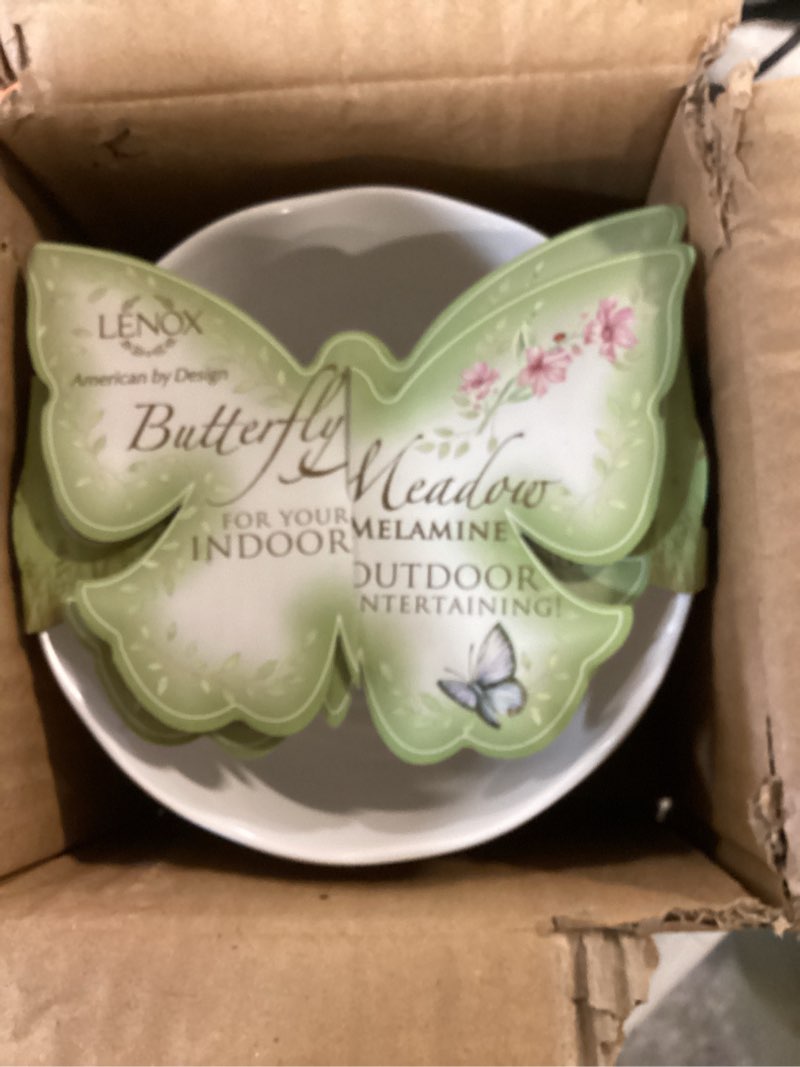 LENOX
American by Design
Butterfly Meadow
MELAMINE
FOR YOUR
INDOOR
OUTDOOR
NTERTAINING!